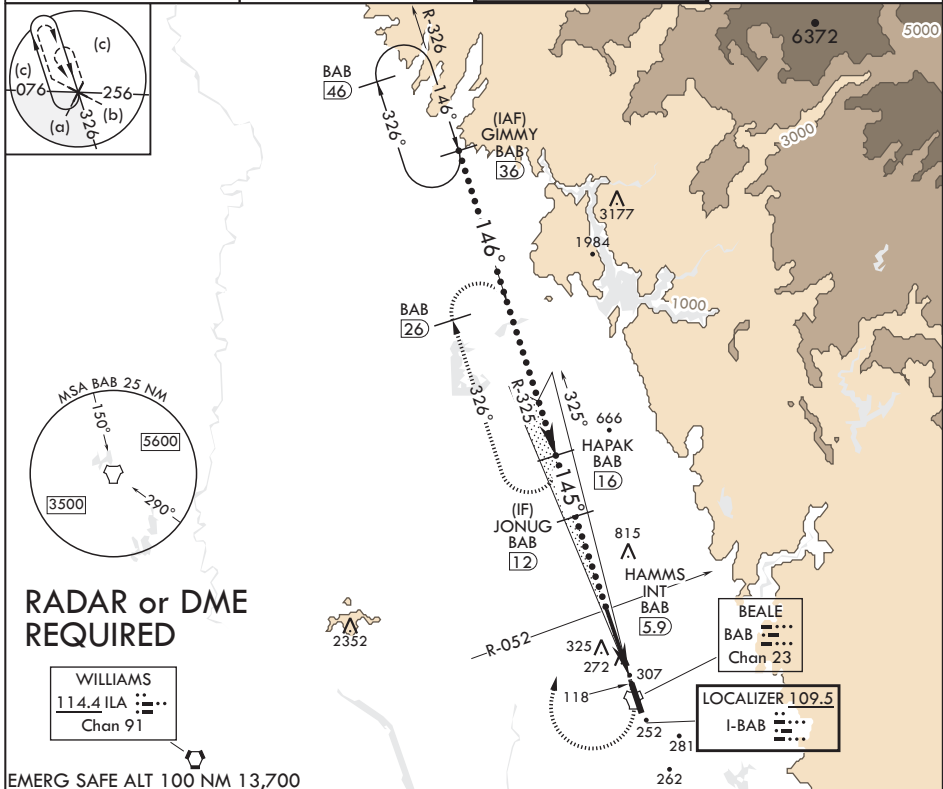 (c)
(c)
076
256
(b)
(a)
326
R-326
BAB
46
146°
326°
(IAF)
GIMMY
BAB
36
6372
5000
3000
3177
1984
1000
146°
BAB
26
326°
R-325
325°
666
HAPAK
BAB
16
145°
(IF)
JONUG
BAB
12
815
HAMMS
INT
BAB
5.9
R-052
MSA BAB 25 NM
150°
5600
3500
290°
RADAR or DME
REQUIRED
2352
325
272
307
118
252
281
262
BEALE
BAB
Chan 23
LOCALIZER 109.5
I-BAB
WILLIAMS
114.4 ILA
Chan 91
EMERG SAFE ALT 100 NM 13,700